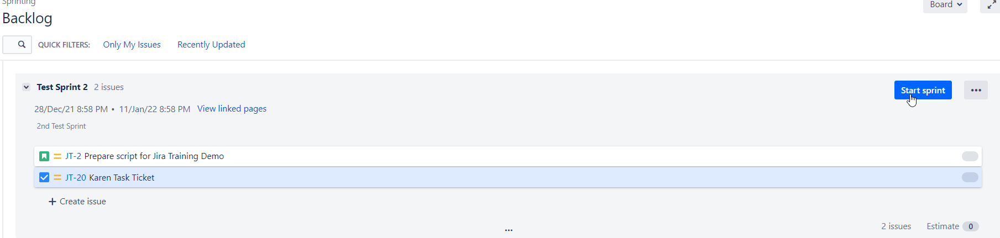 Sprinting
Backlog
Board
QUICK FILTERS: Only My Issues Recently Updated
Test Sprint 2 2 issues
Start sprint
28/Dec/21 8:58 PM • 11/Jan/22 8:58 PM View linked pages
2nd Test Sprint
JT-2 Prepare script for Jira Training Demo
JT-20 Karen Task Ticket
+ Create issue
2 issues Estimate 0